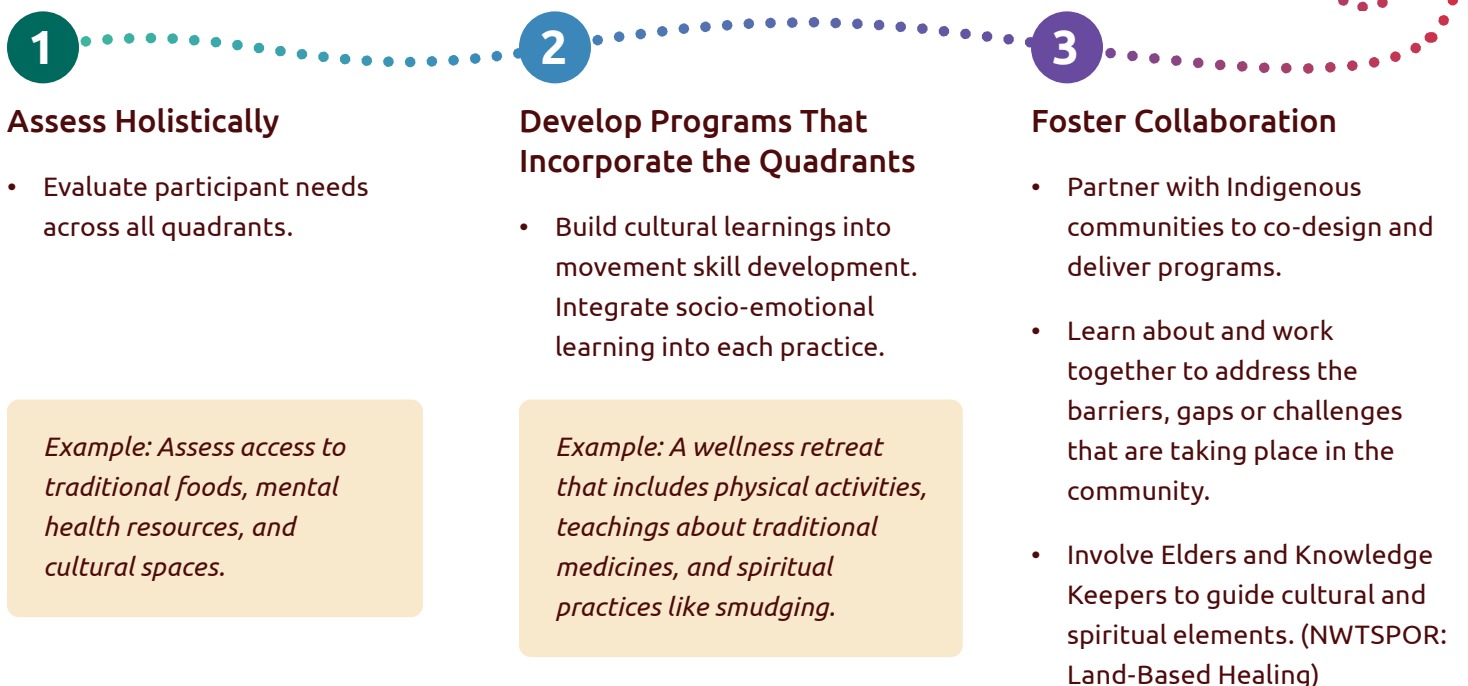 1
Assess Holistically
• Evaluate participant needs
across all quadrants.
Example: Assess access to
traditional foods, mental
health resources, and
cultural spaces.
2
Develop Programs That
Incorporate the Quadrants
• Build cultural learnings into
movement skill development.
Integrate socio-emotional
learning into each practice.
Example: A wellness retreat
that includes physical activities,
teachings about traditional
medicines, and spiritual
practices like smudging.
3
Foster Collaboration
• Partner with Indigenous
communities to co-design and
deliver programs.
• Learn about and work
together to address the
barriers, gaps or challenges
that are taking place in the
community.
• Involve Elders and Knowledge
Keepers to guide cultural and
spiritual elements. (NWTSPOR:
Land-Based Healing)